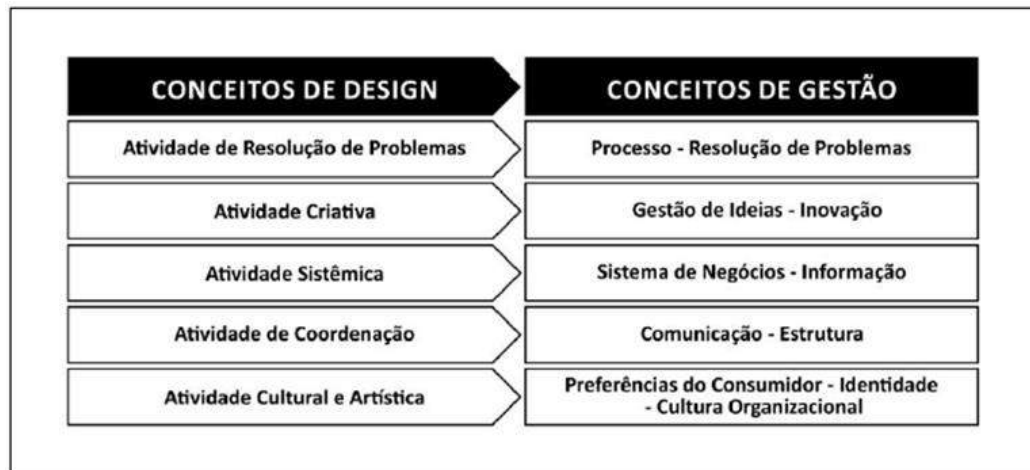 CONCEITOS DE DESIGN
CONCEITOS DE GESTÃO
Atividade de Resolução de Problemas
Processo - Resolução de Problemas
Atividade Criativa
Gestão de Ideias - Inovação
Atividade Sistêmica
Sistema de Negócios - Informação
Atividade de Coordenação
Comunicação - Estrutura
Atividade Cultural e Artística
Preferências do Consumidor - Identidade
- Cultura Organizacional